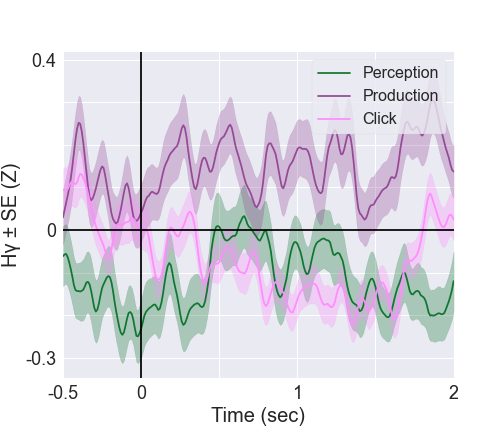 0.4
Perception
Production
Click
0
-0.3
Hγ ± SE (Z)
-0.5
0
1
2
Time (sec)